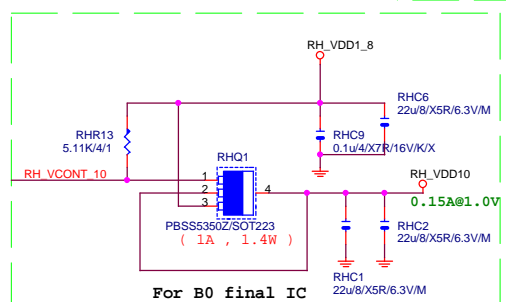 RH_VDD1_8
RHC6
22u/8/X5R/6.3V/M
RHR13
5.11K/4/1
RHC9
0.1u/4/X7R/16V/K/X
RHQ1
RH_VDD10
RH_VCONT_10
1
2
3
4
0.15A@1.0V
PBSS5350Z/SOT223
( 1A , 1.4W )
RHC2
22u/8/X5R/6.3V/M
RHC1
22u/8/X5R/6.3V/M
For B0 final IC